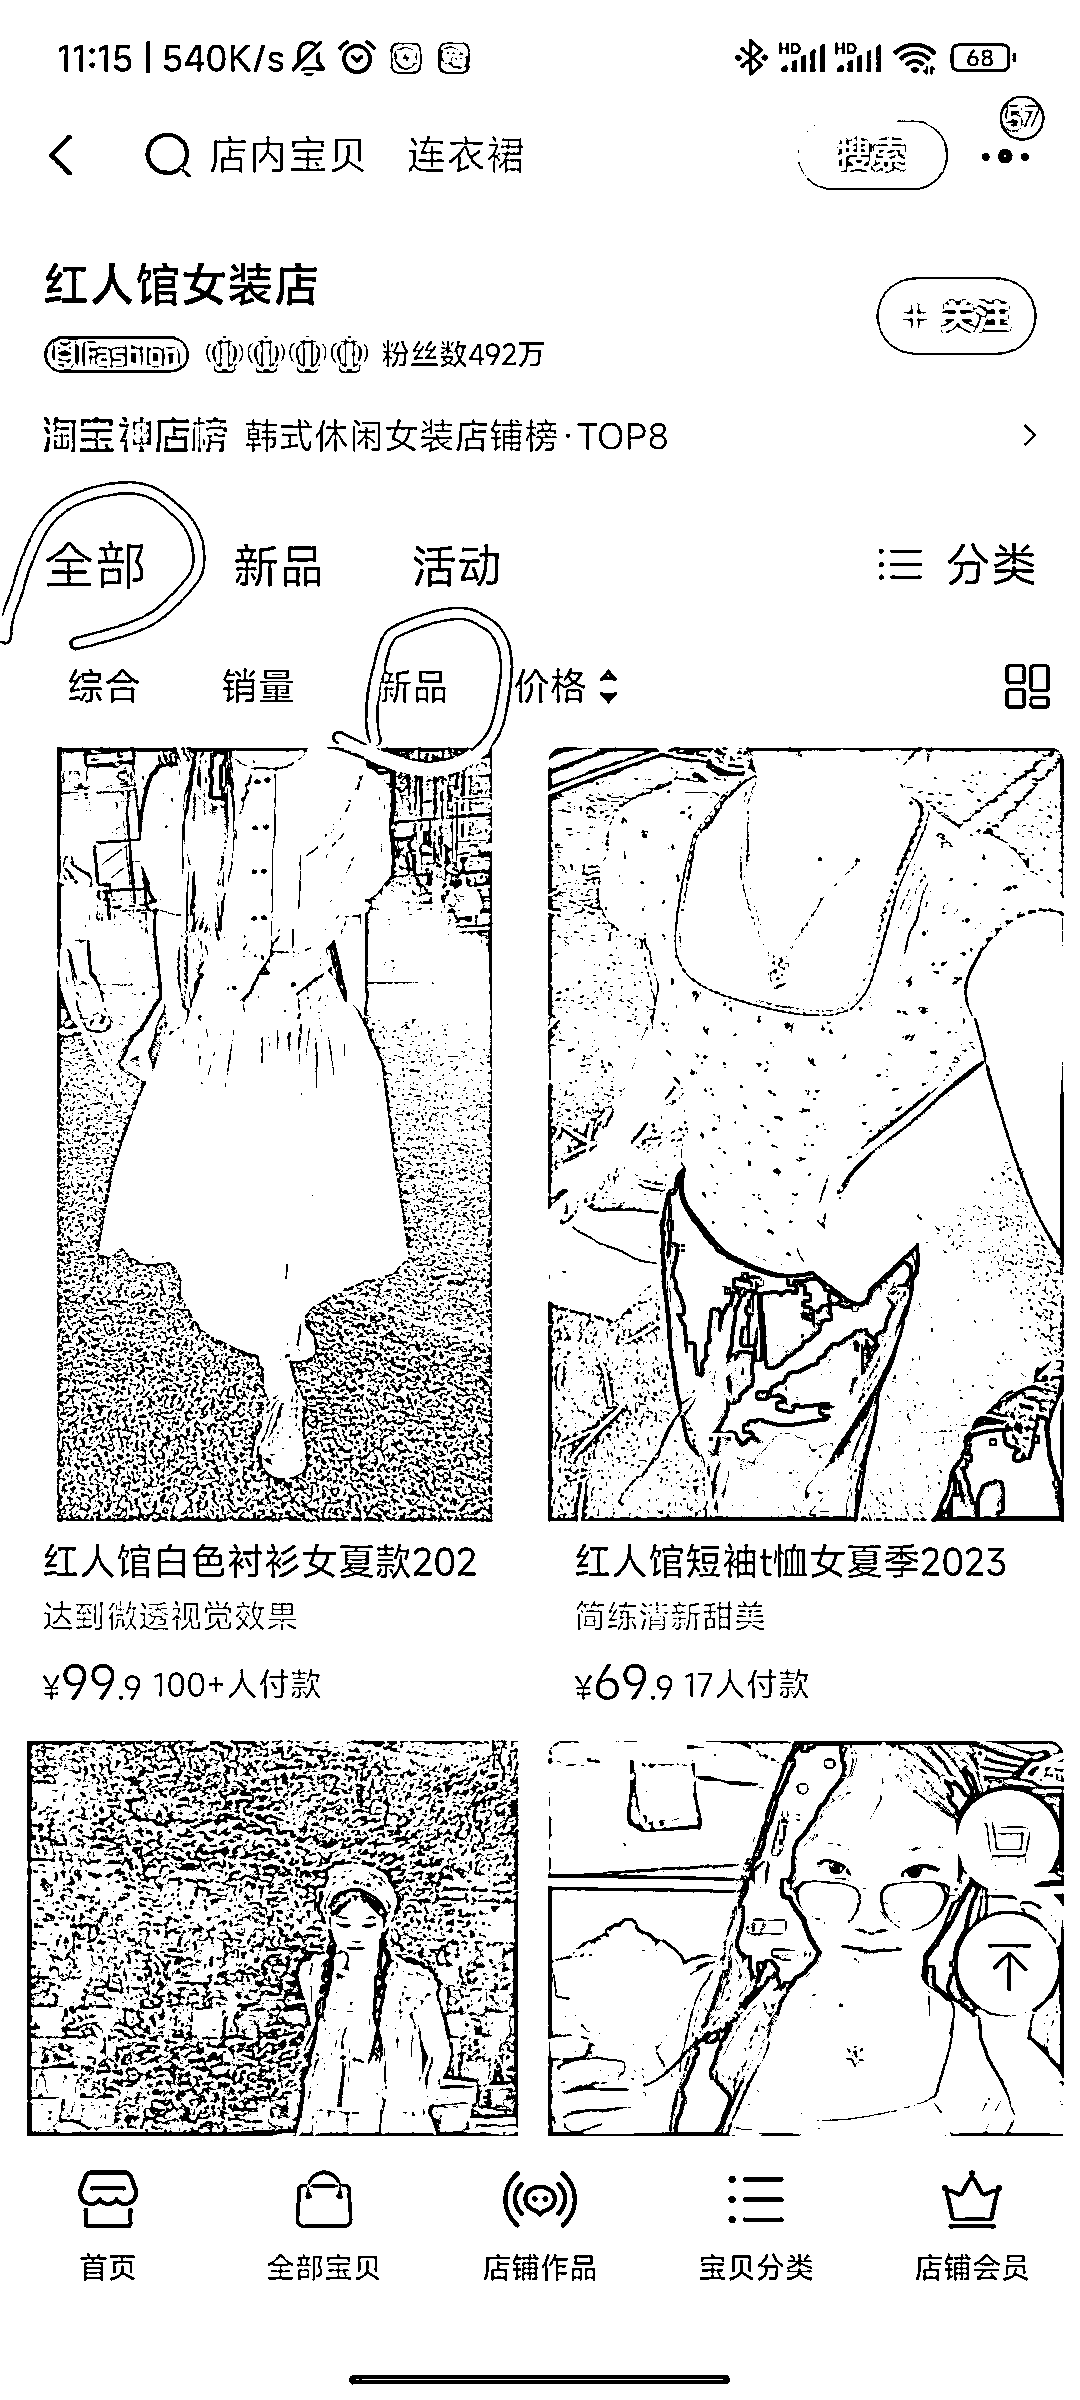 11:15 | 540K/s HD HD 68
57
店内宝贝 连衣裙 搜索
红人馆女装店
+ 关注
iFashion 粉丝数492万
淘宝神店榜 韩式休闲女装店铺榜·TOP8
全部 新品 活动 分类
综合 销量 新品 价格
红人馆白色衬衫女夏款202
达到微透视觉效果
¥99.9 100+人付款
红人馆短袖t恤女夏季2023
简练清新甜美
¥69.9 17人付款
首页 全部宝贝 店铺作品 宝贝分类 店铺会员